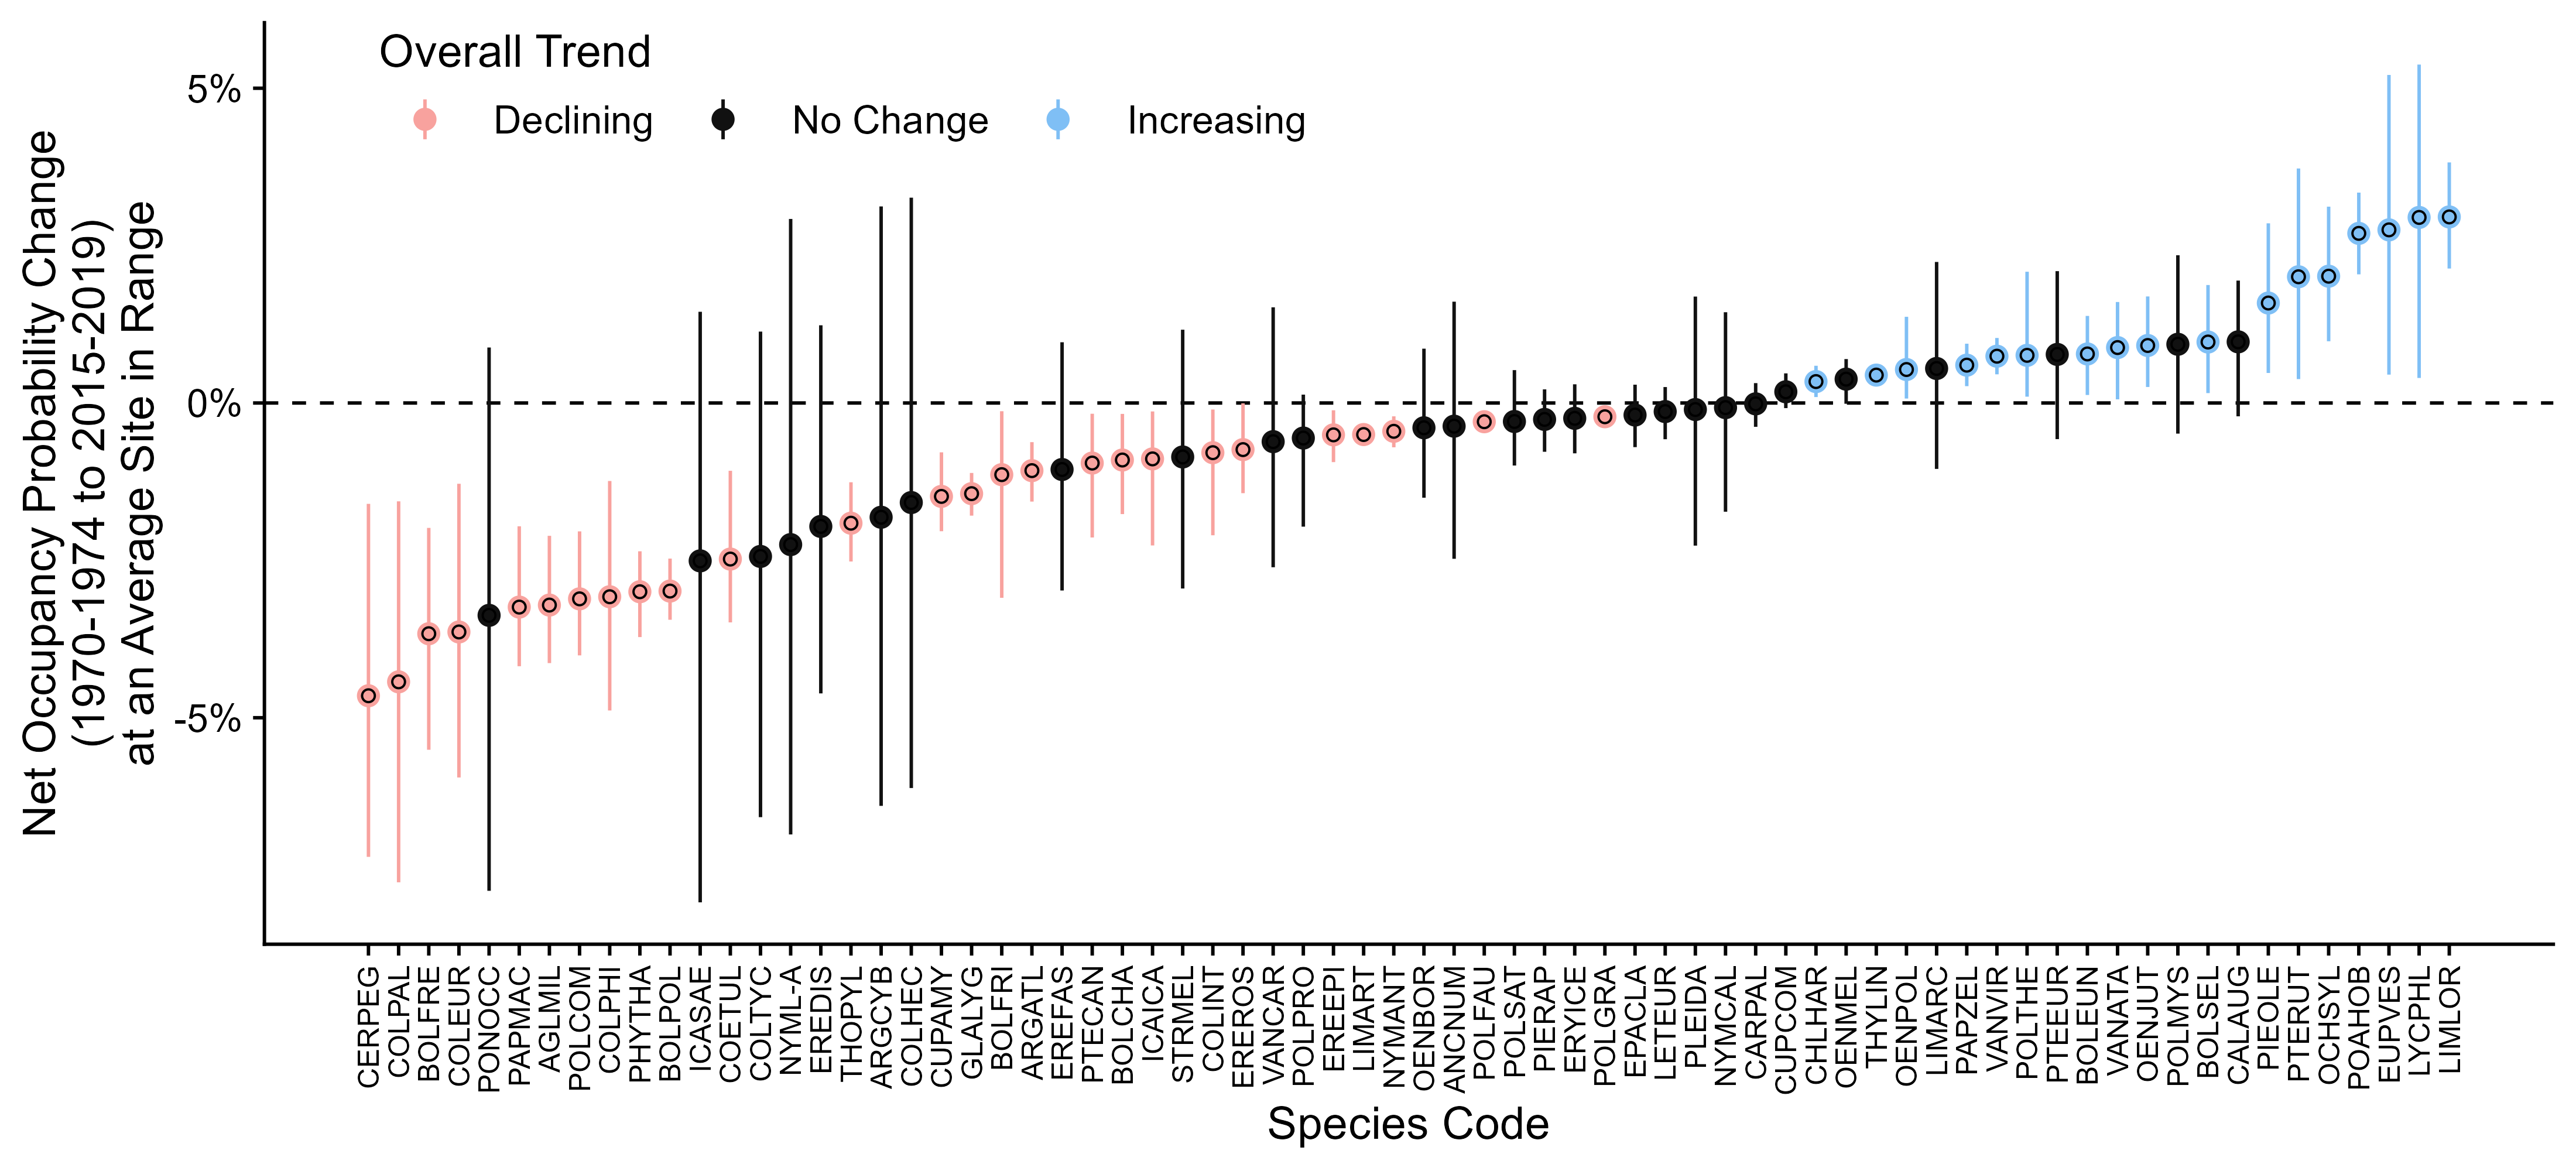 Overall Trend
Declining
No Change
Increasing
Net Occupancy Probability Change
(1970-1974 to 2015-2019)
at an Average Site in Range
5%
0%
-5%
CERPEG
COLPAL
BOLFRE
COLEUR
PONOCC
PAPMAC
AGLMIL
POLCOM
COLPHI
PHYTHA
BOLPOL
ICASAE
COETUL
COLTYC
NYML-A
EREDIS
THOPYL
ARGCYB
COLHEC
CUPAMY
GLALYG
BOLFRI
ARGATL
EREFAS
PTECAN
BOLCHA
ICAICA
STRMEL
COLINT
EREROS
VANCAR
POLPRO
EREEPI
LIMART
NYMANT
OENBOR
ANCNUM
POLFAU
POLSAT
PIERAP
ERYICE
POLGRA
EPACLA
LETEUR
PLEIDA
NYMCAL
CARPAL
CUPCOM
CHLHAR
OENMEL
THYLIN
OENPOL
LIMARC
PAPZEL
VANVIR
POLTHE
PTEEUR
BOLEUN
VANATA
OENJUT
POLMYS
BOLSEL
CALAUG
PIEOLE
PTERUT
OCHSYL
POAHOB
EUPVES
LYCPHL
LIMLOR
Species Code